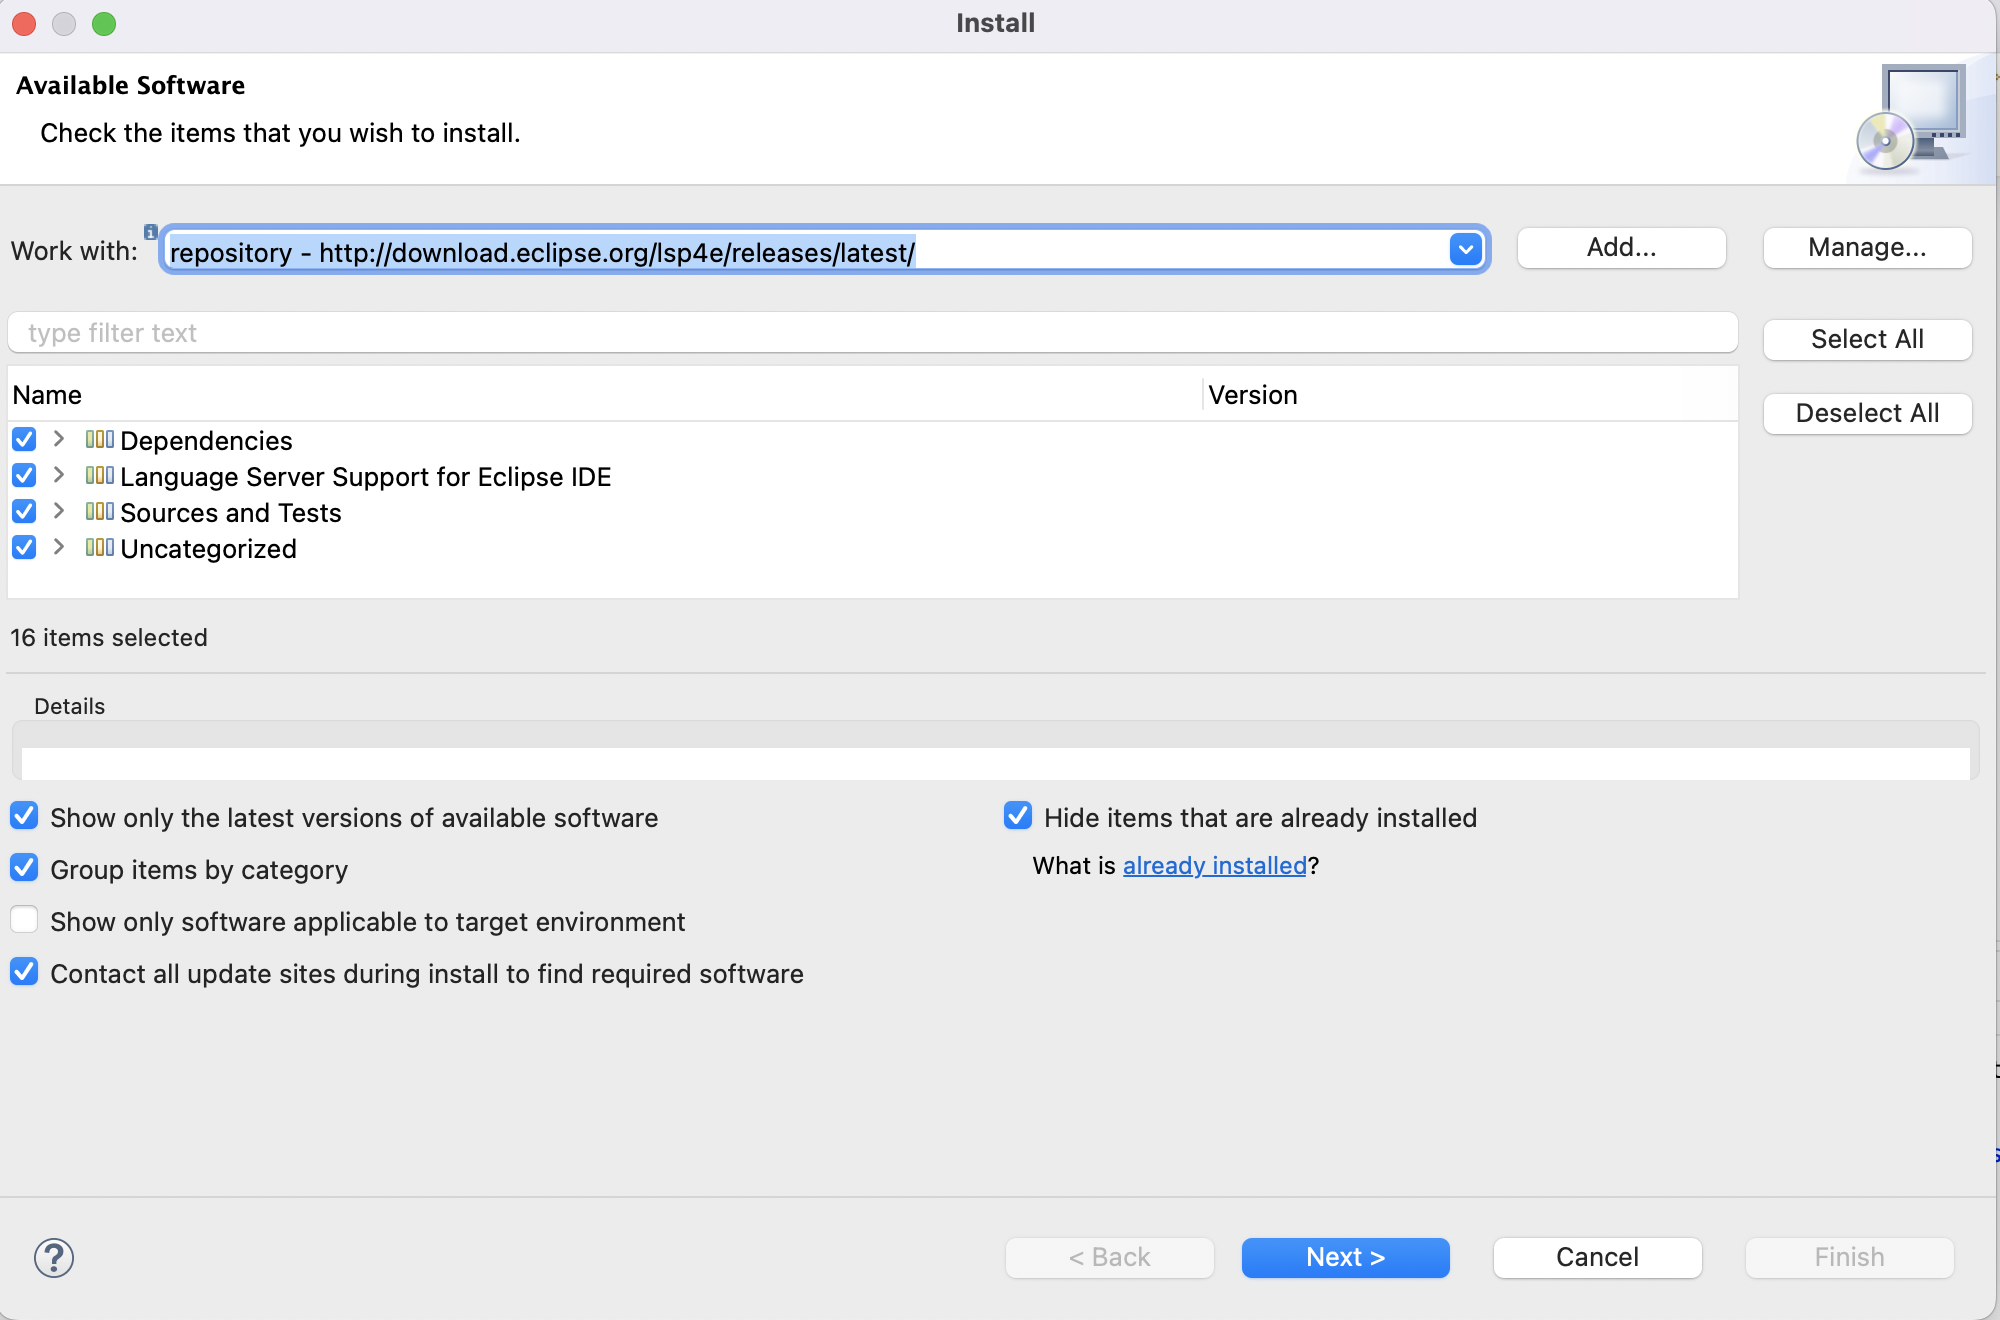 Install
Available Software
Check the items that you wish to install.
Work with: repository - http://download.eclipse.org/lsp4e/releases/latest/ Add... Manage...
type filter text
Select All
Name Version
Deselect All
Dependencies
Language Server Support for Eclipse IDE
Sources and Tests
Uncategorized
16 items selected
Details
Show only the latest versions of available software
Hide items that are already installed
Group items by category
What is already installed?
Show only software applicable to target environment
Contact all update sites during install to find required software
? < Back Next > Cancel Finish